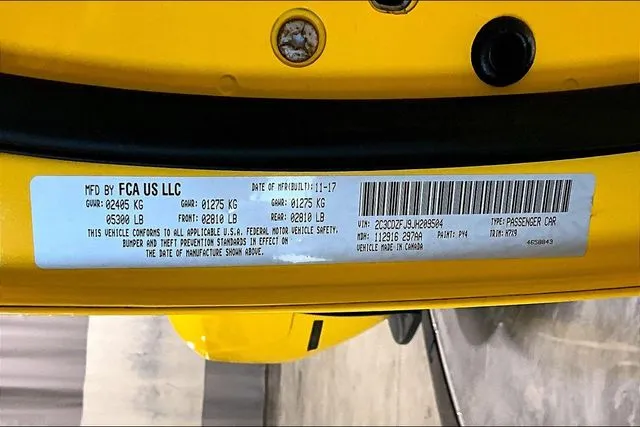 MFD BY FCA US LLC DATE OF MFR(BUILT): 11-17
GVWR: 02405 KG GAWR: 01275 KG GAWR: 01275 KG
05300 LB FRONT: 02810 LB REAR: 02810 LB
THIS VEHICLE CONFORMS TO ALL APPLICABLE U.S.A. FEDERAL MOTOR VEHICLE SAFETY,
BUMPER AND THEFT PREVENTION STANDARDS IN EFFECT ON
THE DATE OF MANUFACTURE SHOWN ABOVE.
VIN: 2C3CDZFJ9JH209504 TYPE: PASSENGER CAR
MDH: 112916 297AA PAINT: PY4 TRIM: H7X9
VEHICLE MADE IN CANADA 4658843